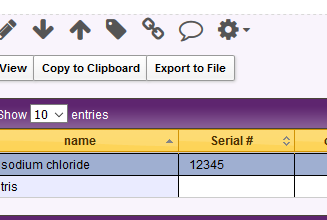 View Copy to Clipboard Export to File
Show 10 entries
name Serial #
sodium chloride 12345
tris